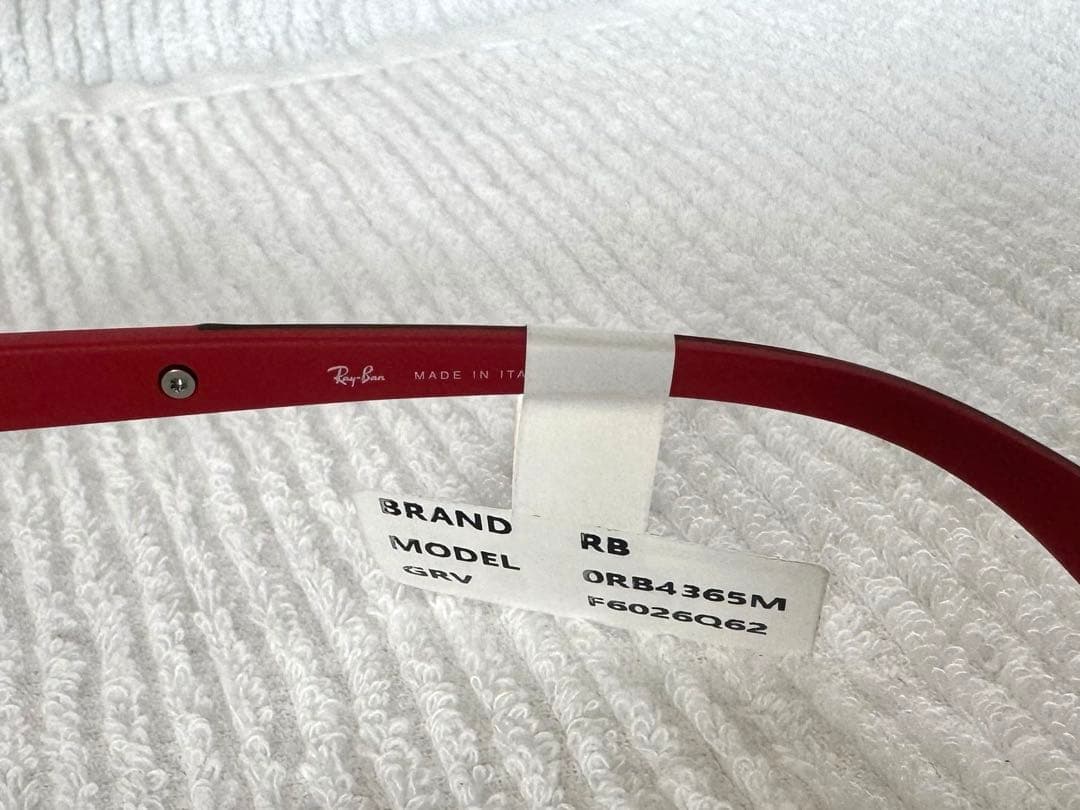 Ray-Ban MADE IN ITA
BRAND RB
MODEL 0RB4365M
GRV F6026Q62